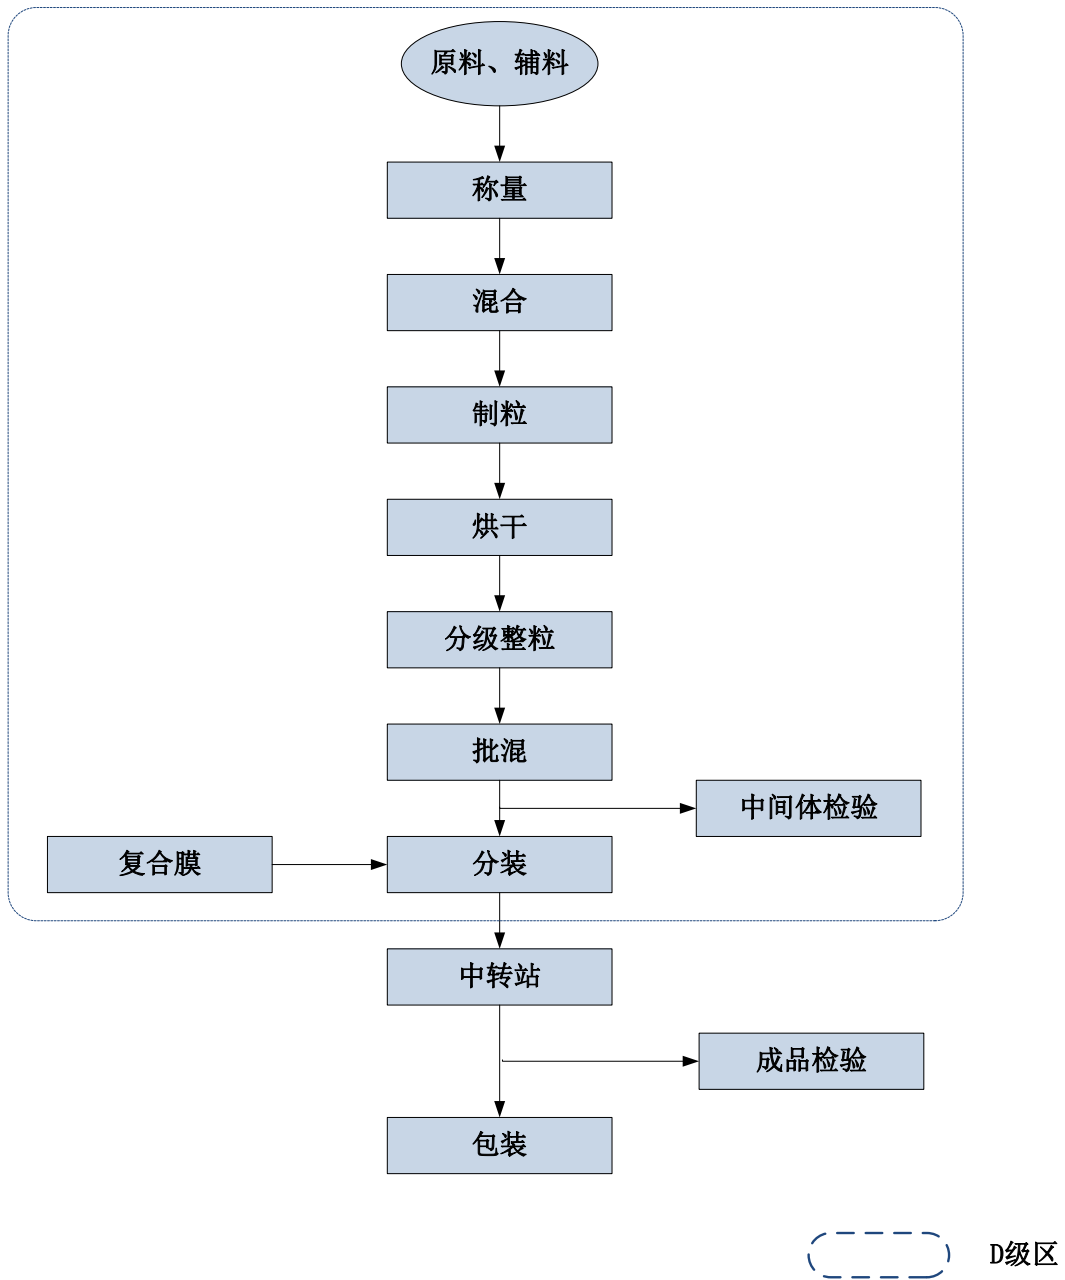 原料、辅料
称量
混合
制粒
烘干
分级整粒
批混
中间体检验
复合膜
分装
中转站
成品检验
包装
D级区